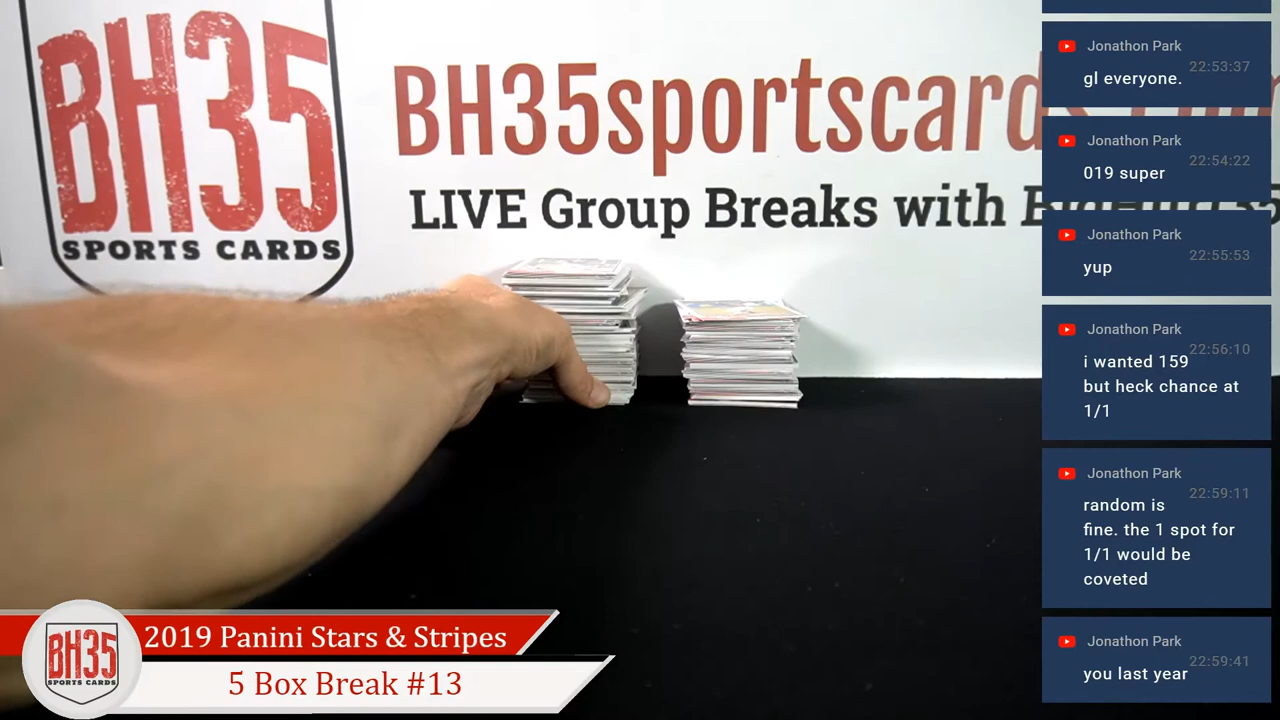 BH35
SPORTS CARDS
BH35sportscards.com
LIVE Group Breaks with
Jonathon Park
22:53:37
gl everyone.
Jonathon Park
22:54:22
019 super
Jonathon Park
22:55:53
yup
Jonathon Park
22:56:10
i wanted 159
but heck chance at
1/1
Jonathon Park
22:59:11
random is
fine. the 1 spot for
1/1 would be
coveted
Jonathon Park
22:59:41
you last year
BH35
SPORTS CARDS
2019 Panini Stars & Stripes
5 Box Break #13